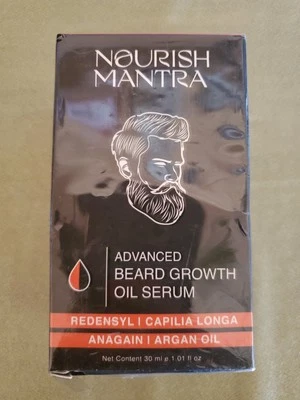 NOURISH
MANTRA
ADVANCED
BEARD GROWTH
OIL SERUM
REDENSYL | CAPILIA LONGA
ANAGAIN | ARGAN OIL
Net Content 30 ml e 1.01 fl oz